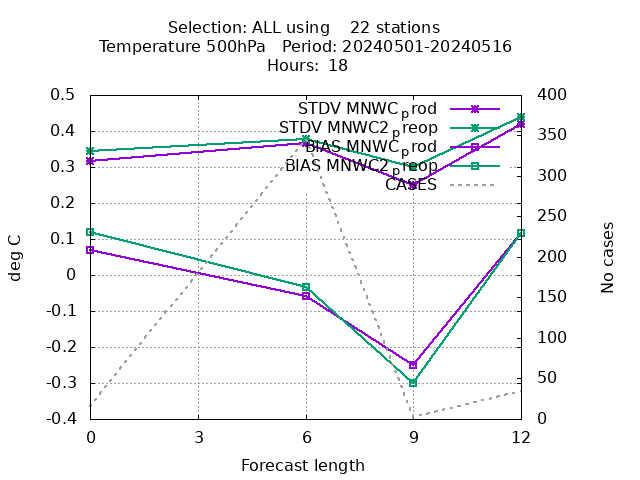 Selection: ALL using 22 stations
Temperature 500hPa Period: 20240501-20240516
Hours: 18
0.5
0.4
0.3
0.2
0.1
0
-0.1
-0.2
-0.3
-0.4
deg C
STDV MNWC_prod
STDV MNWC2_preop
BIAS MNWC_prod
BIAS MNWC2_preop
CASES
400
350
300
250
200
150
100
50
0
No cases
0 3 6 9 12
Forecast length